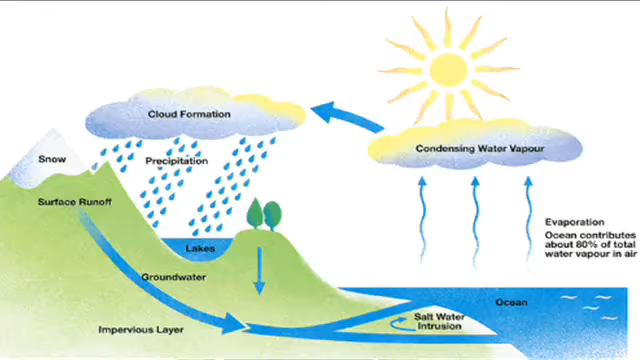 Cloud Formation
Condensing Water Vapour
Snow
Precipitation
Surface Runoff
Evaporation
Ocean contributes
about 80% of total
water vapour in air
Lakes
Groundwater
Ocean
Salt Water
Intrusion
Impervious Layer